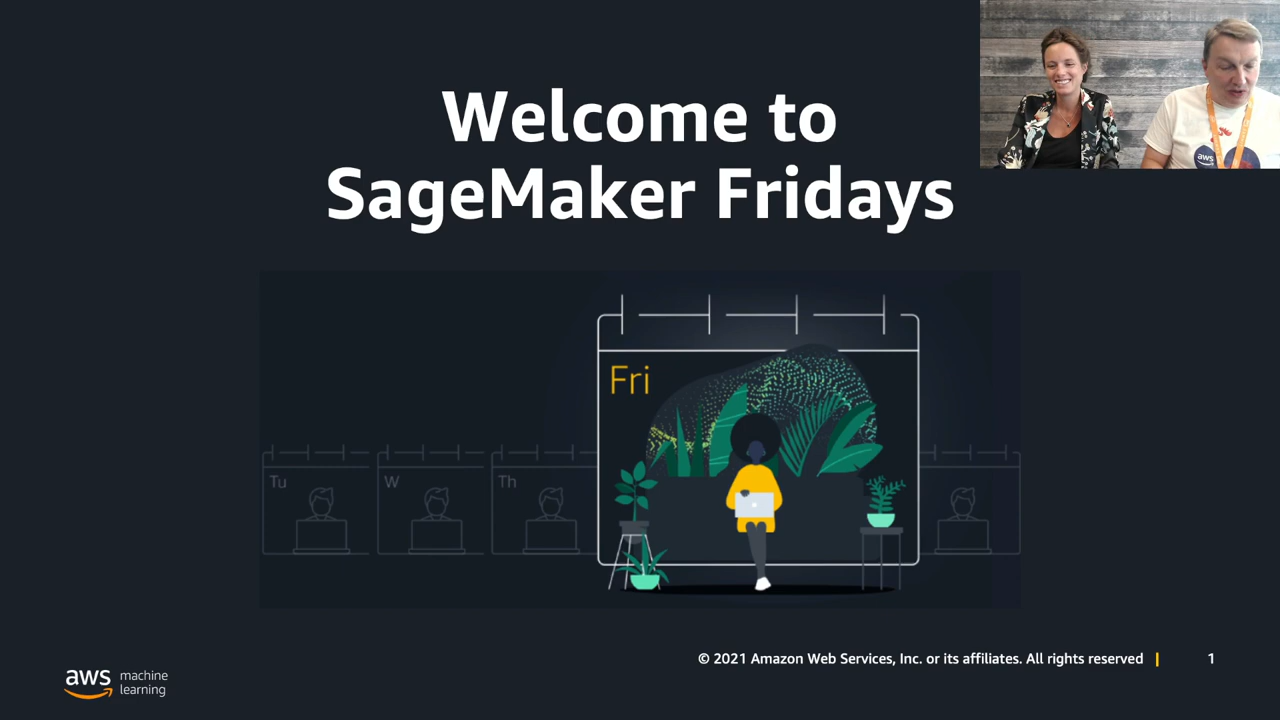 Welcome to
SageMaker Fridays
aws
Fri
Tu
W
Th
© 2021 Amazon Web Services, Inc. or its affiliates. All rights reserved
1
aws machine
learning